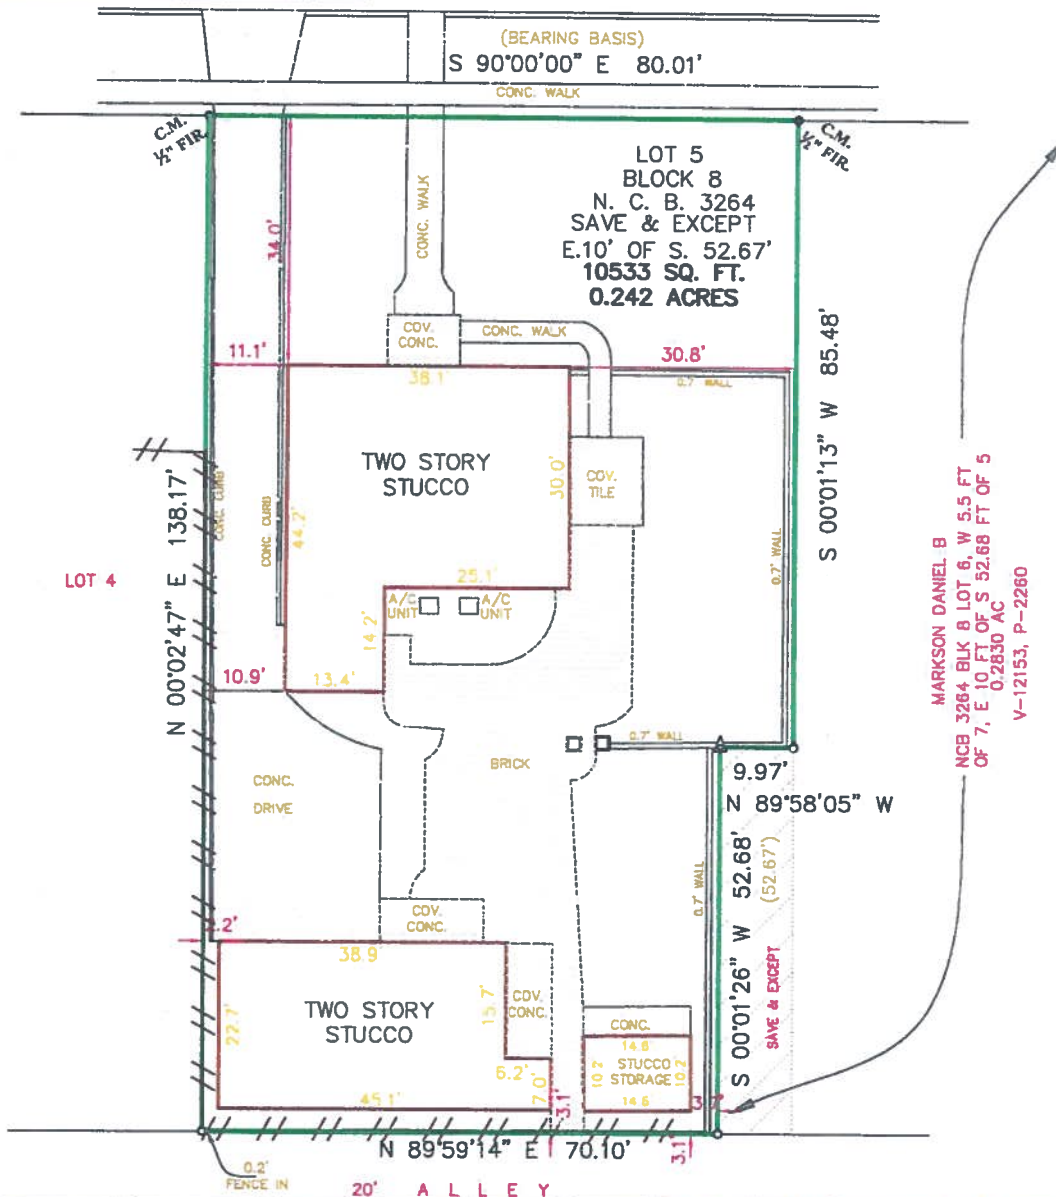 (BEARING BASIS)
S 90°00'00" E 80.01'
CONC. WALK
C.M.
½" FIR.
C.M.
½" FIR.
LOT 5
BLOCK 8
N. C. B. 3264
SAVE & EXCEPT
E.10' OF S. 52.67'
10533 SQ. FT.
0.242 ACRES
CONC. WALK
34.0'
COV.
CONC.
CONC. WALK
11.1'
38.1'
30.8'
0.7' WALL
S 00°01'13" W 85.48'
TWO STORY
STUCCO
30.0'
COV.
TILE
N 00°02'47" E 138.17'
CONC. CURB
CONC CURB
44.2'
0.7' WALL
LOT 4
25.1'
A/C
UNIT
A/C
UNIT
14.2'
10.9'
13.4'
MARKSON DANIEL B
NCB 3264 BLK 8 LOT 6, W 5.5 FT
OF 7, E 10 FT OF S 52.68 FT OF 5
0.2830 AC
V-12153, P-2260
0.7' WALL
BRICK
CONC.
DRIVE
9.97'
N 89°58'05" W
S 00°01'26" W 52.68'
(52.67')
SAVE & EXCEPT
0.7' WALL
COV.
CONC.
2.2'
38.9'
TWO STORY
STUCCO
22.7'
15.7'
COV.
CONC.
6.2'
7.0'
45.1'
CONC.
14.6'
10.2'
STUCCO
STORAGE
10.2'
14.6'
3.1'
3.1'
N 89°59'14" E 70.10'
0.2'
FENCE IN
20' A L L E Y